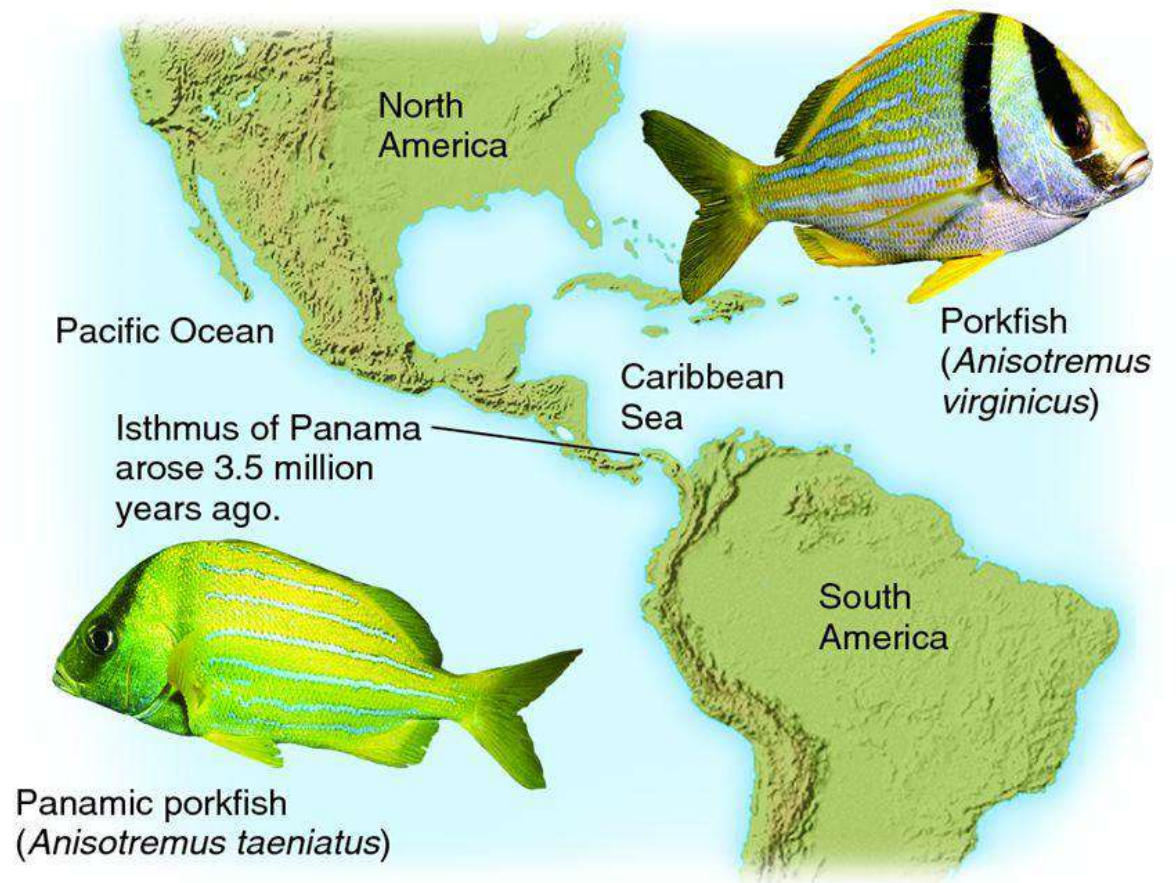 North
America
Pacific Ocean
Porkfish
(Anisotremus
virginicus)
Caribbean
Sea
Isthmus of Panama
arose 3.5 million
years ago.
South
America
Panamic porkfish
(Anisotremus taeniatus)